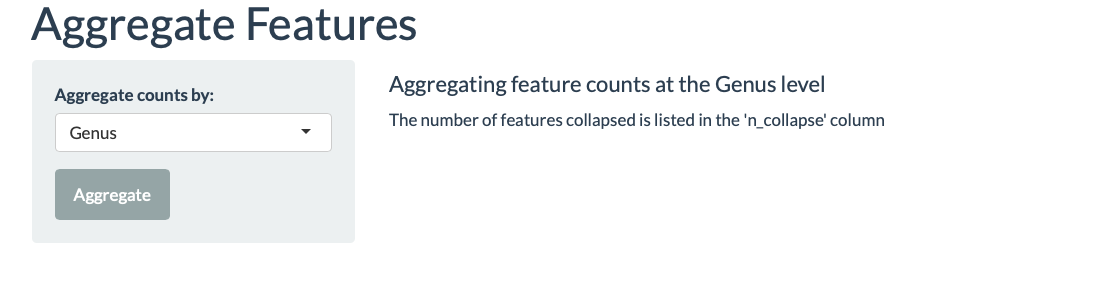 Aggregate Features
Aggregate counts by:
Genus
Aggregate
Aggregating feature counts at the Genus level
The number of features collapsed is listed in the 'n_collapse' column